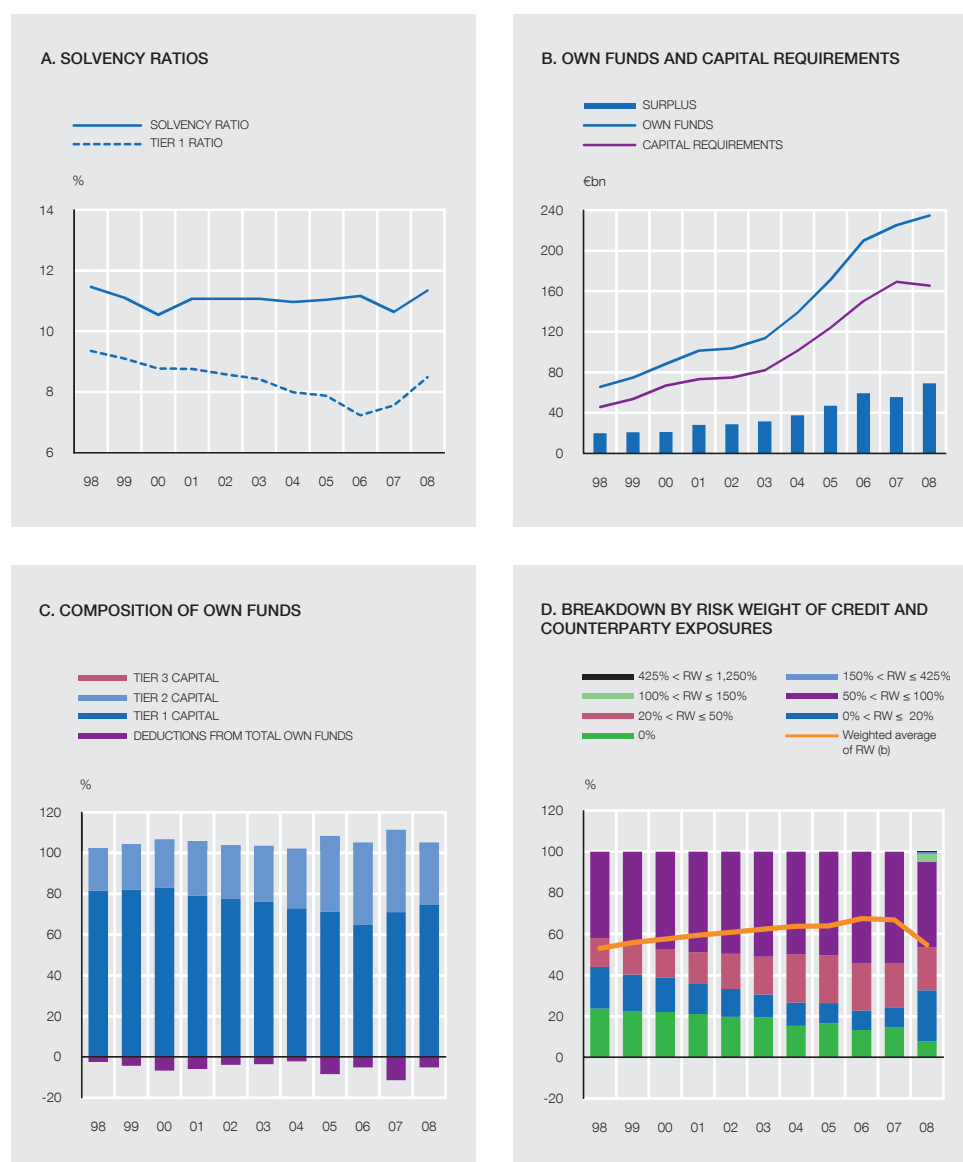 A. SOLVENCY RATIOS
SOLVENCY RATIO
TIER 1 RATIO
%
14
12
10
8
6
98 99 00 01 02 03 04 05 06 07 08
B. OWN FUNDS AND CAPITAL REQUIREMENTS
SURPLUS
OWN FUNDS
CAPITAL REQUIREMENTS
€bn
240
200
160
120
80
40
0
98 99 00 01 02 03 04 05 06 07 08
C. COMPOSITION OF OWN FUNDS
TIER 3 CAPITAL
TIER 2 CAPITAL
TIER 1 CAPITAL
DEDUCTIONS FROM TOTAL OWN FUNDS
%
120
100
80
60
40
20
0
-20
98 99 00 01 02 03 04 05 06 07 08
D. BREAKDOWN BY RISK WEIGHT OF CREDIT AND
COUNTERPARTY EXPOSURES
425% < RW ≤ 1,250% 150% < RW ≤ 425%
100% < RW ≤ 150% 50% < RW ≤ 100%
20% < RW ≤ 50% 0% < RW ≤ 20%
0% Weighted average
of RW (b)
%
120
100
80
60
40
20
0
-20
98 99 00 01 02 03 04 05 06 07 08